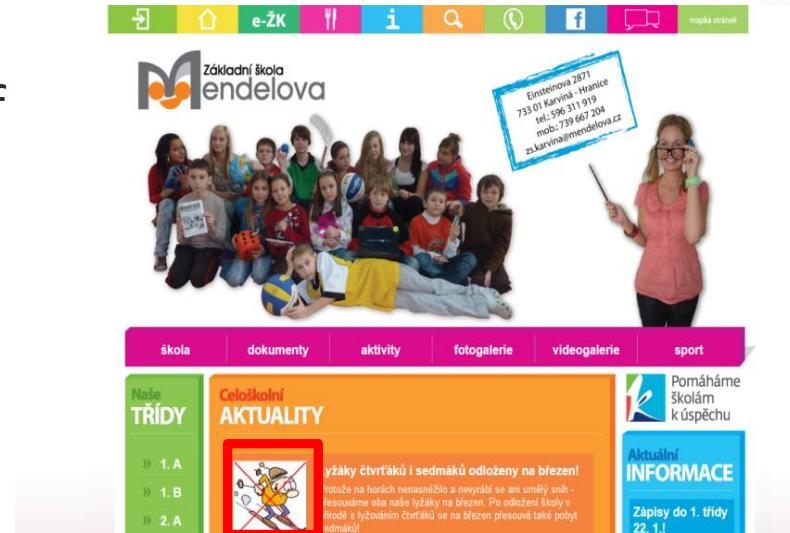 e-ŽK
mapka stránek
Základní škola
Mendelova
Einsteinova 2871
733 01 Karviná - Hranice
tel.: 596 311 919
mob.: 739 667 204
zs.karvina@mendelova.cz
škola dokumenty aktivity fotogalerie videogalerie sport
Naše
TŘÍDY
1. A
1. B
2. A
Celoškolní
AKTUALITY
Lyžáky čtvrťáků i sedmáků odloženy na březen!
Protože na horách nenasněžilo a nevyrábí se ani umělý sníh -
přesouváme oba naše lyžáky na březen. Po odložení školy v
přírodě s lyžováním čtvrťáků se na březen přesouvá také pobyt
sedmáků!
Pomáháme
školám
k úspěchu
Aktuální
INFORMACE
Zápisy do 1. třídy
22. 1.!